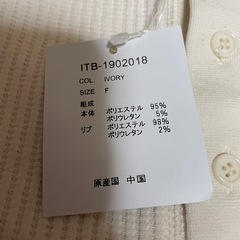 ITB-1902018
COL. IVORY
SIZE F
組成
本体 ポリエステル 95%
ポリウレタン 5%
リブ ポリエステル 98%
ポリウレタン 2%
原産国 中国